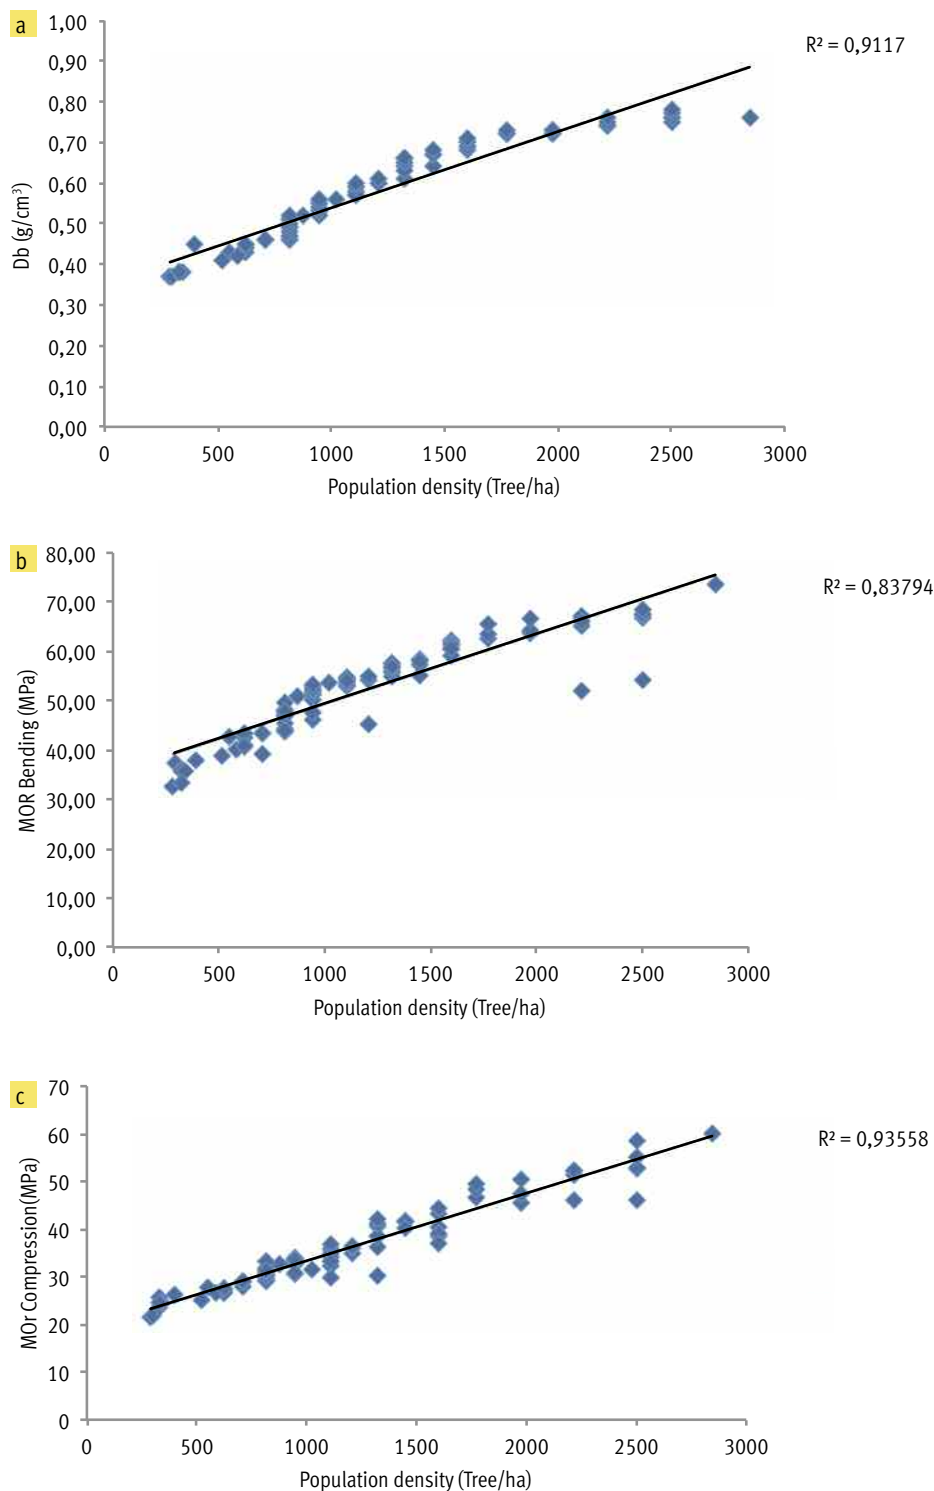 a
R² = 0,9117
Db (g/cm³)
1,00
0,90
0,80
0,70
0,60
0,50
0,40
0,30
0,20
0,10
0,00
0 500 1000 1500 2000 2500 3000
Population density (Tree/ha)
b
R² = 0,83794
MOR Bending (MPa)
80,00
70,00
60,00
50,00
40,00
30,00
20,00
10,00
0,00
0 500 1000 1500 2000 2500 3000
Population density (Tree/ha)
c
R² = 0,93558
MOr Compression(MPa)
70
60
50
40
30
20
10
0
0 500 1000 1500 2000 2500 3000
Population density (Tree/ha)